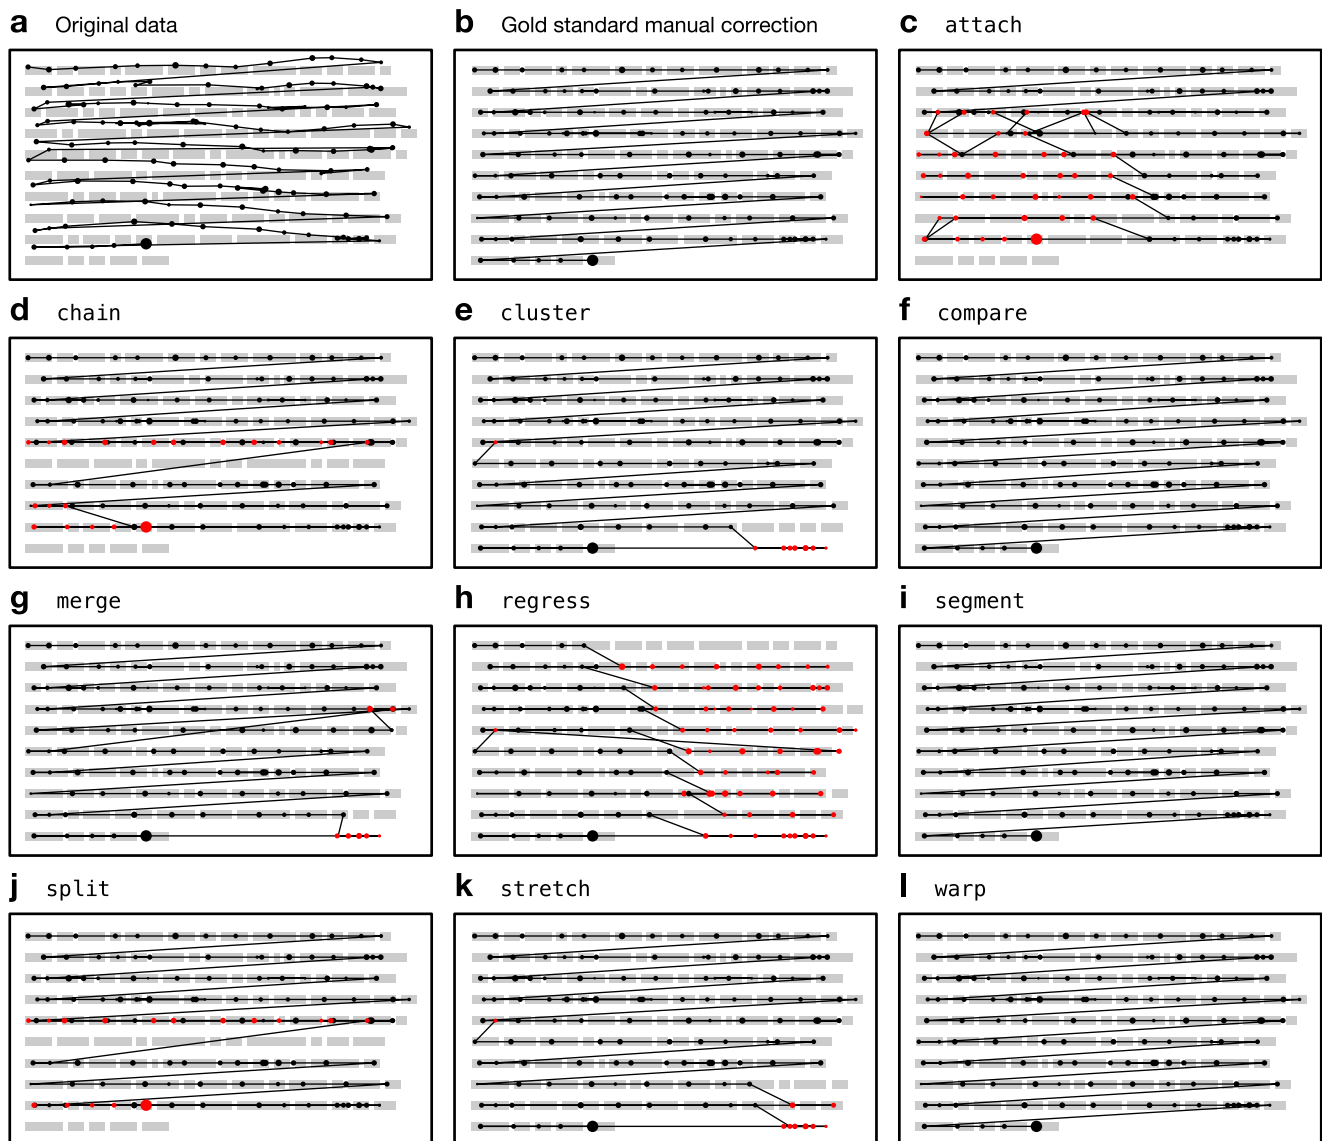 a Original data
b Gold standard manual correction
c attach
d chain
e cluster
f compare
g merge
h regress
i segment
j split
k stretch
l warp